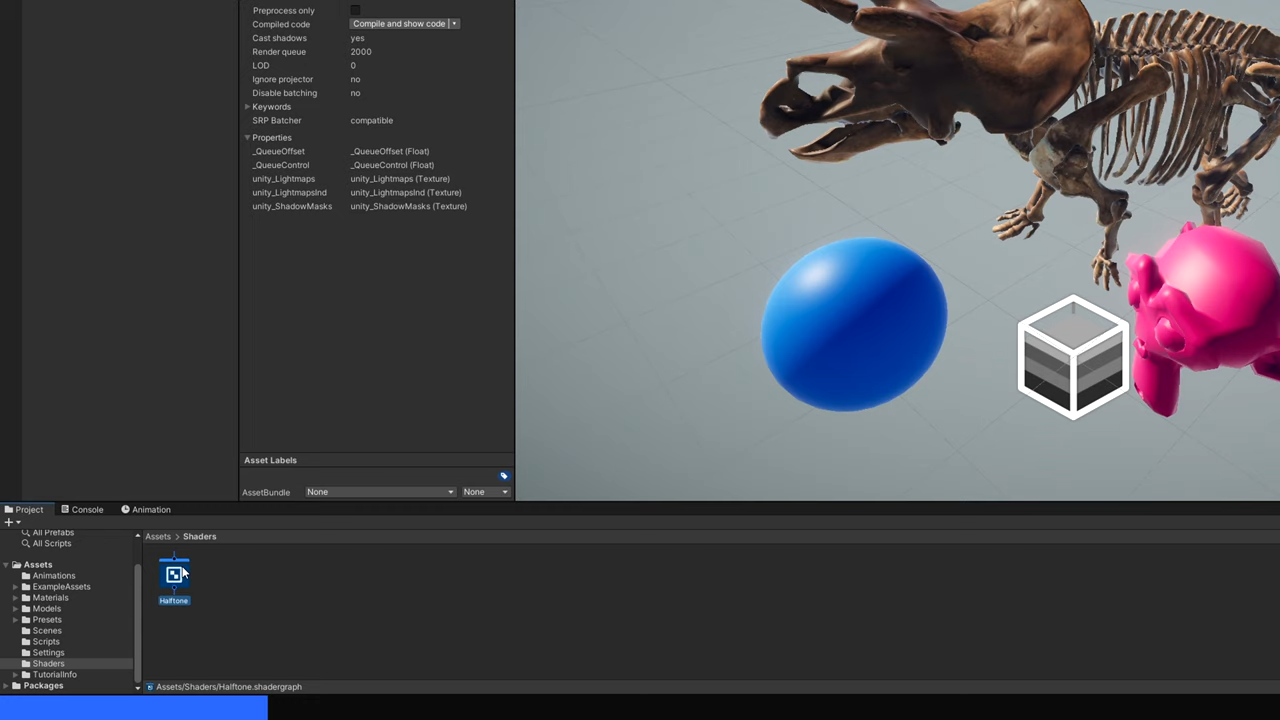 Preprocess only
Compiled code Compile and show code
Cast shadows yes
Render queue 2000
LOD 0
Ignore projector no
Disable batching no
Keywords
SRP Batcher compatible
Properties
_QueueOffset _QueueOffset (Float)
_QueueControl _QueueControl (Float)
unity_Lightmaps unity_Lightmaps (Texture)
unity_LightmapsInd unity_LightmapsInd (Texture)
unity_ShadowMasks unity_ShadowMasks (Texture)
Asset Labels
AssetBundle None None
Project Console Animation
All Prefabs
All Scripts
Assets
Animations
ExampleAssets
Materials
Models
Presets
Scenes
Scripts
Settings
Shaders
TutorialInfo
Packages
Assets > Shaders
Halftone
Assets/Shaders/Halftone.shadergraph